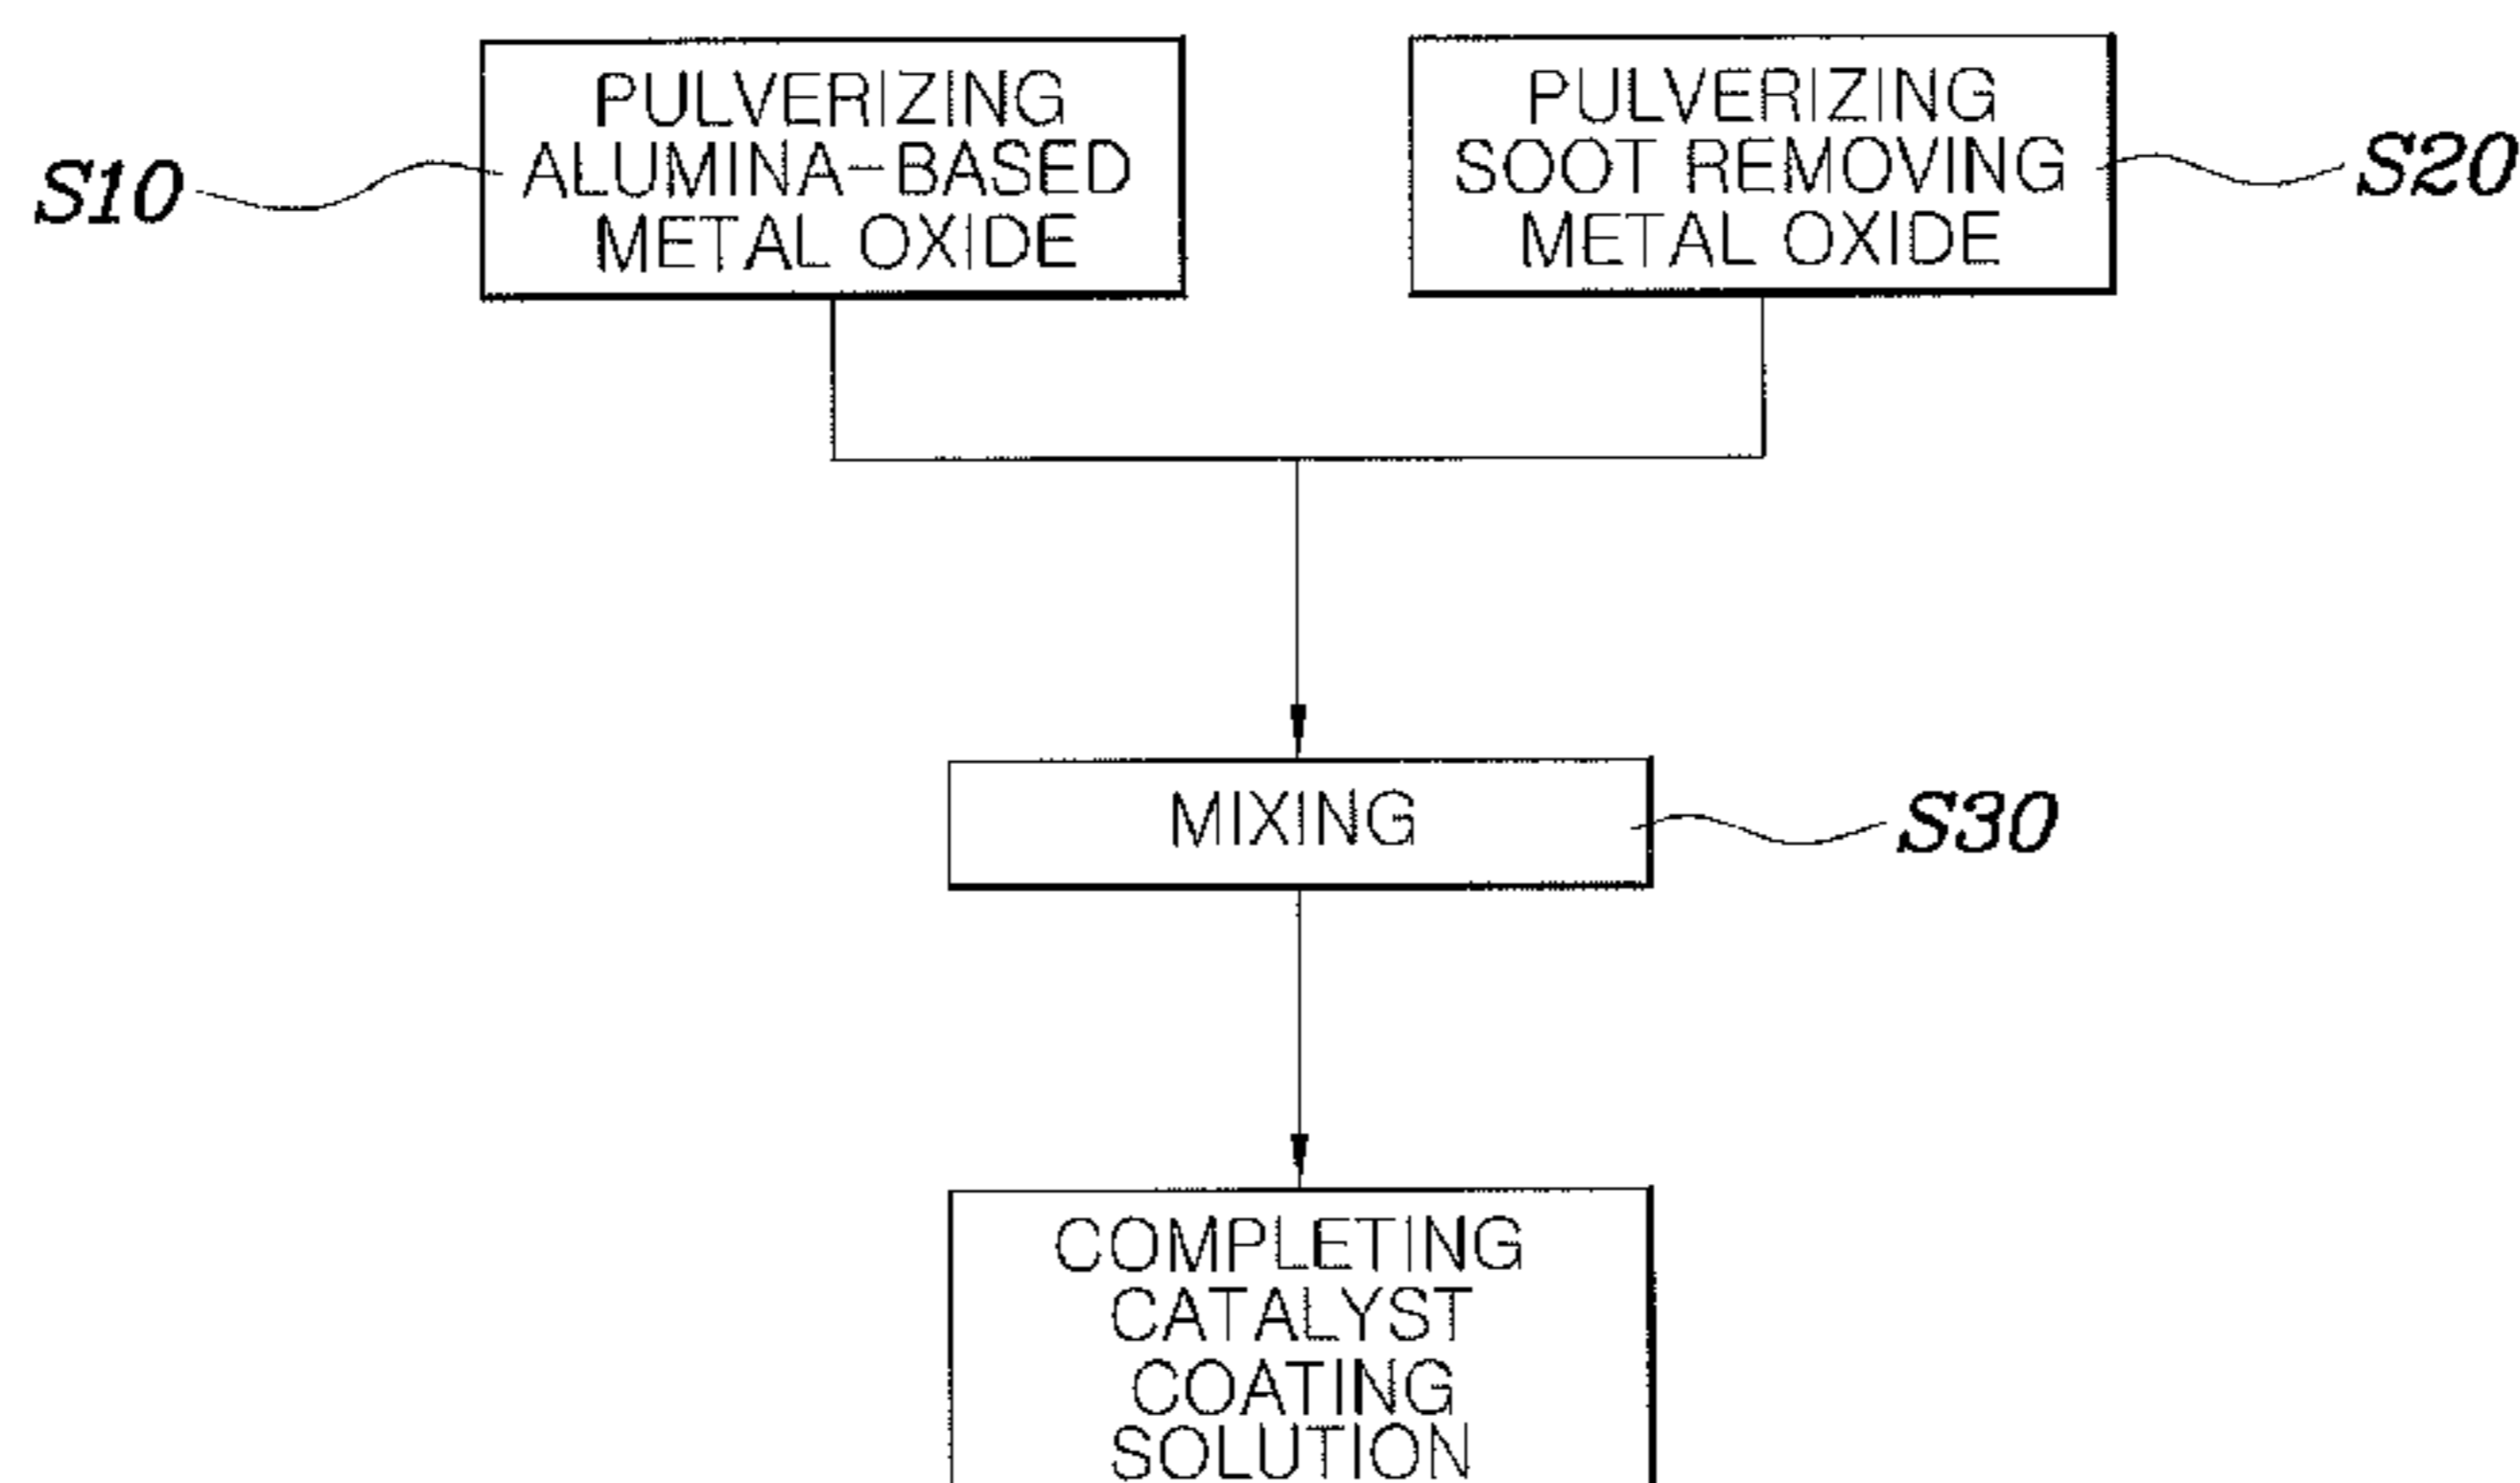 S10
PULVERIZING
ALUMINA-BASED
METAL OXIDE
PULVERIZING
SOOT REMOVING
METAL OXIDE
S20
MIXING
S30
COMPLETING
CATALYST
COATING
SOLUTION